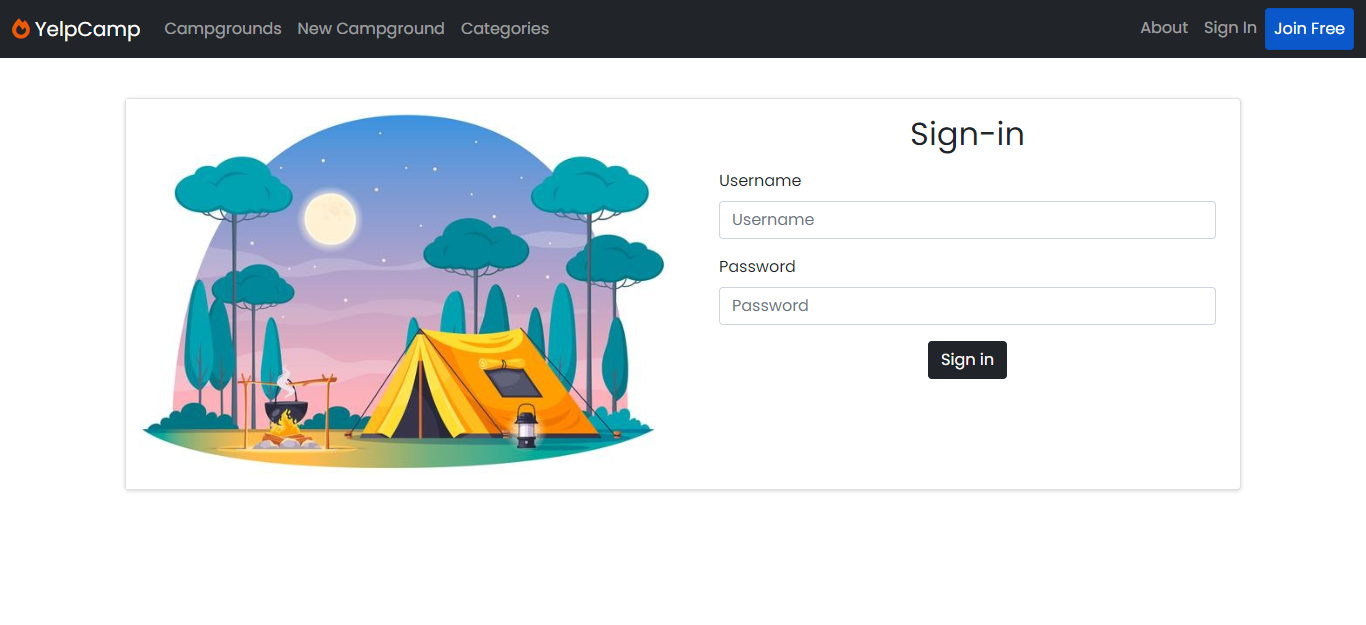 YelpCamp Campgrounds New Campground Categories About Sign In Join Free
Sign-in
Username
Username
Password
Password
Sign in